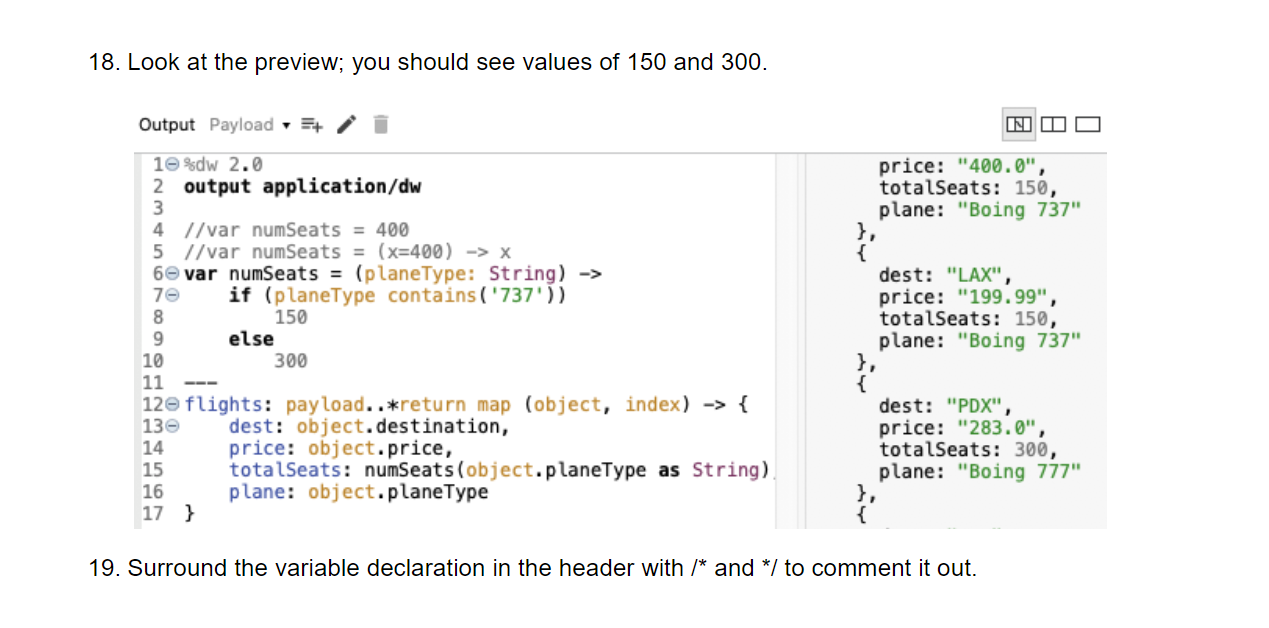 18. Look at the preview; you should see values of 150 and 300.
Output Payload
1 %dw 2.0
2 output application/dw
3
4 //var numSeats = 400
5 //var numSeats = (x=400) -> x
6 var numSeats = (planeType: String) ->
7 if (planeType contains('737'))
8 150
9 else
10 300
11 ---
12 flights: payload..*return map (object, index) -> {
13 dest: object.destination,
14 price: object.price,
15 totalSeats: numSeats(object.planeType as String)
16 plane: object.planeType
17 }
price: "400.0",
totalSeats: 150,
plane: "Boing 737"
},
{
dest: "LAX",
price: "199.99",
totalSeats: 150,
plane: "Boing 737"
},
{
dest: "PDX",
price: "283.0",
totalSeats: 300,
plane: "Boing 777"
},
{
19. Surround the variable declaration in the header with /* and */ to comment it out.